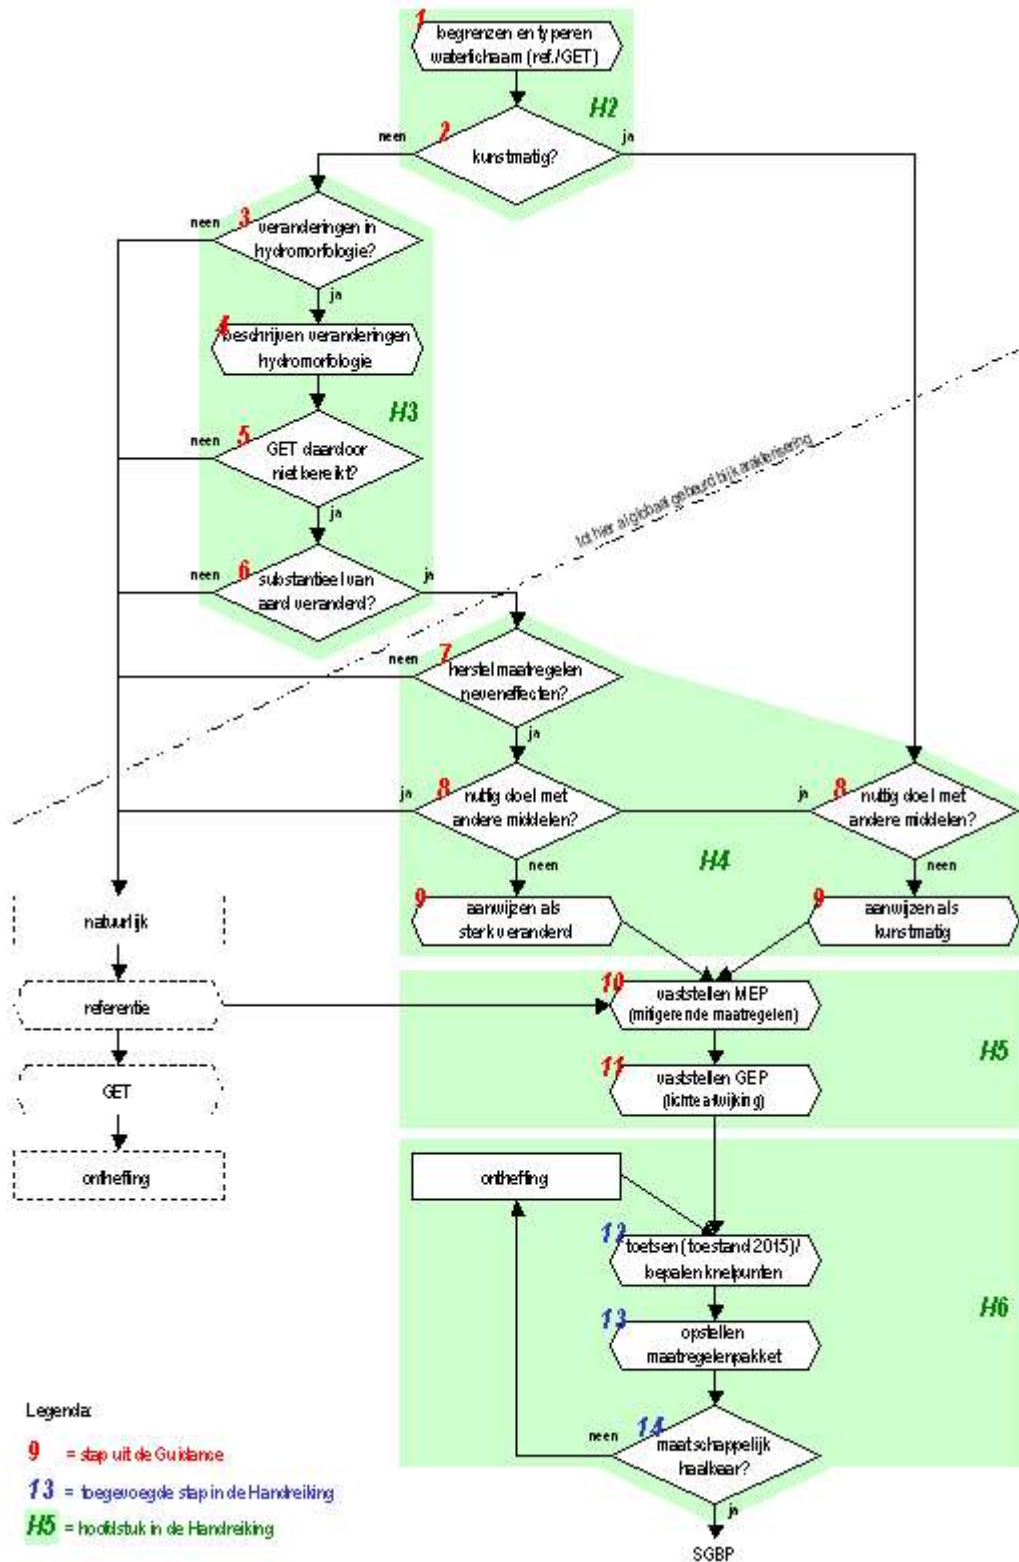 1
begrenzen en typeren
waterlichaam (ref./GET)
H2
neen
2
ja
kunstmatig?
neen
3
veranderingen in
hydromorfologie?
ja
4
beschrijven veranderingen
hydromorfologie
H3
neen
5
GET daardoor
niet bereikt?
ja
tot hier al globaal gebeurd bij karakterisering
neen
6
substantieel van
aard veranderd?
ja
neen
7
herstelmaatregelen
neveneffecten?
ja
ja
8
nuttig doel met
andere middelen?
ja
8
nuttig doel met
andere middelen?
H4
neen
neen
9
aanwijzen als
sterk veranderd
9
aanwijzen als
kunstmatig
natuurlijk
referentie
10
vaststellen MEP
(mitigerende maatregelen)
H5
GET
11
vaststellen GEP
(lichte afwijking)
ontheffing
ontheffing
12
toetsen (toestand 2015)/
bepalen knelpunten
H6
13
opstellen
maatregelenpakket
neen
14
maatschappelijk
haalbaar?
ja
SGBP
Legenda:
9 = stap uit de Guidance
13 = toegevoegde stap in de Handreiking
H5 = hoofdstuk in de Handreiking